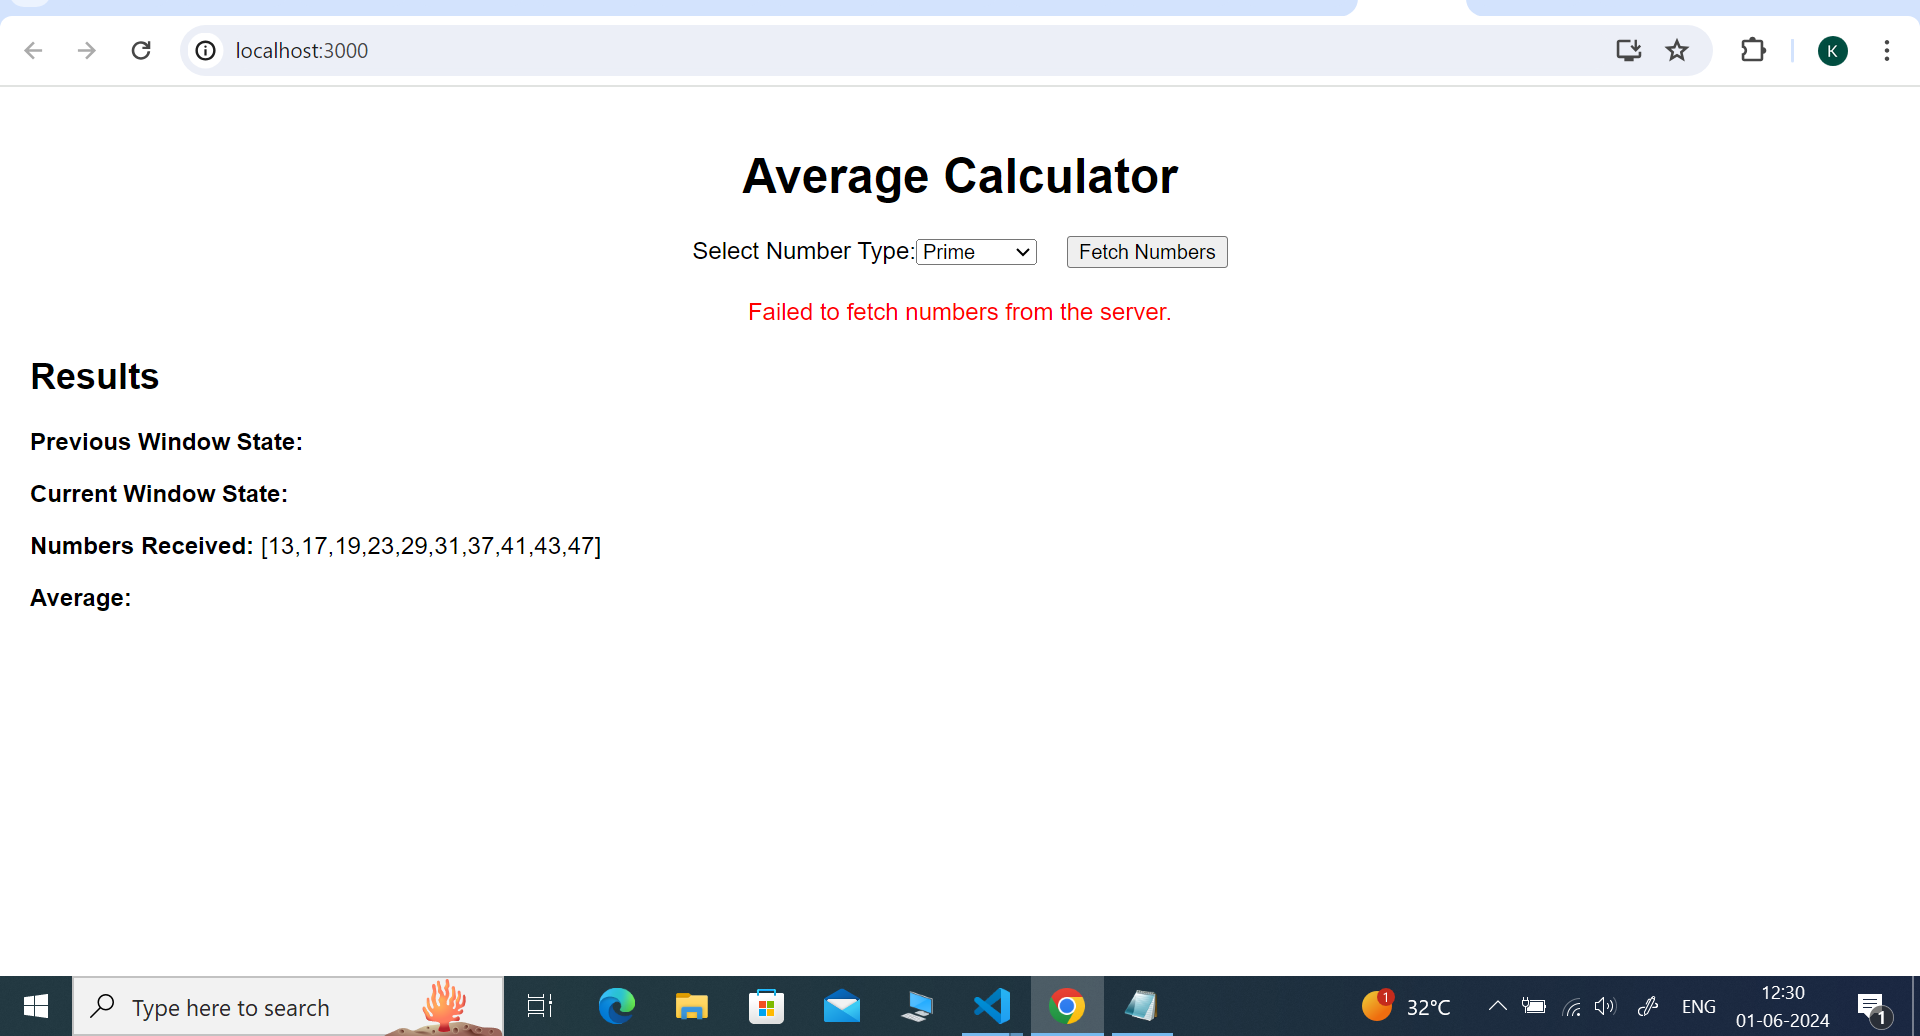 localhost:3000
K
Average Calculator
Select Number Type: Prime Fetch Numbers
Failed to fetch numbers from the server.
Results
Previous Window State:
Current Window State:
Numbers Received: [13,17,19,23,29,31,37,41,43,47]
Average:
Type here to search
1
32°C
ENG
12:30
01-06-2024
1